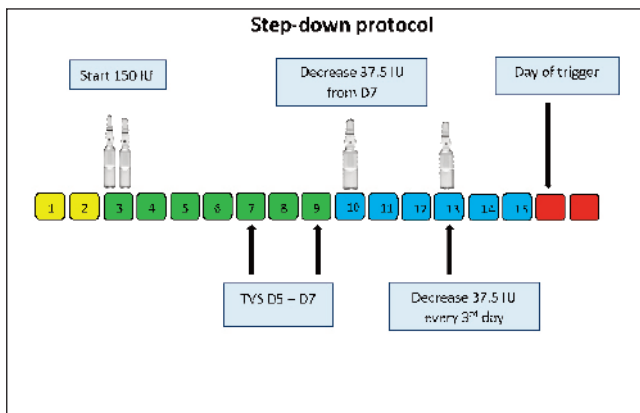 Step-down protocol
Start 150 IU
Decrease 37.5 IU
from D7
Day of trigger
1 2 3 4 5 6 7 8 9 10 11 12 13 14 15
TVS D5 – D7
Decrease 37.5 IU
every 3rd day